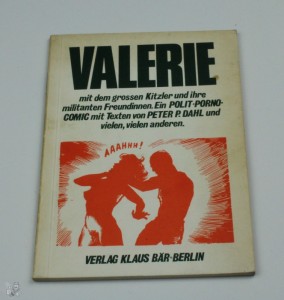 VALERIE
mit dem grossen Kitzler und ihre
militanten Freundinnen. Ein POLIT-PORNO-
COMIC mit Texten von PETER P. DAHL und
vielen, vielen anderen.
AAAHHH!
VERLAG KLAUS BÄR-BERLIN